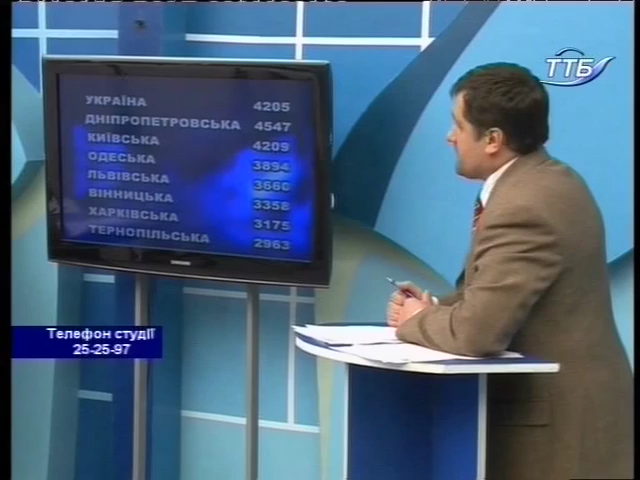 ТТБ
УКРАЇНА 4205
ДНІПРОПЕТРОВСЬКА 4547
КИЇВСЬКА 4209
ОДЕСЬКА 3894
ЛЬВІВСЬКА 3660
ВІННИЦЬКА 3358
ХАРКІВСЬКА 3175
ТЕРНОПІЛЬСЬКА 2963
SAMSUNG
Телефон студії
25-25-97